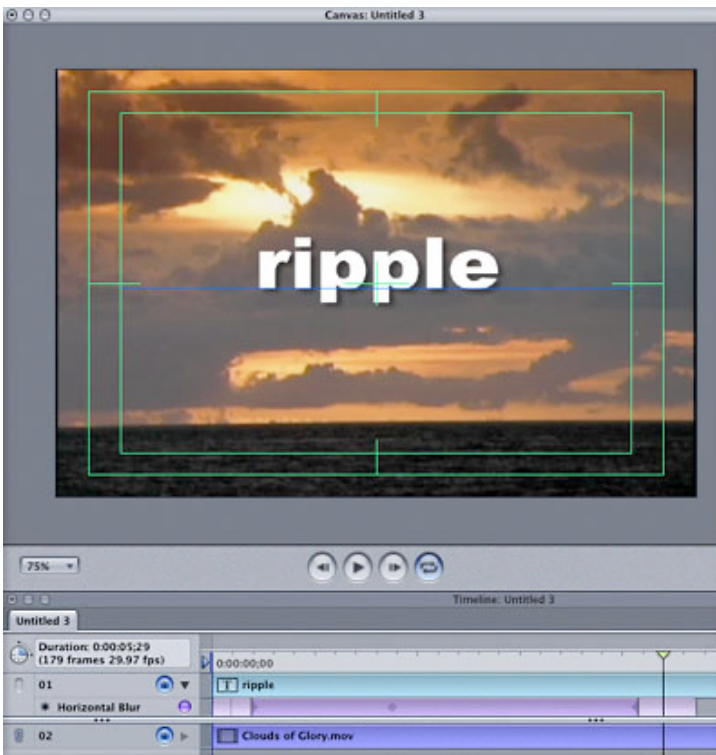 Canvas: Untitled 3
ripple
75%
Timeline: Untitled 3
Untitled 3
Duration: 0:00:05;29
(179 frames 29.97 fps)
0:00:00;00
01
T ripple
Horizontal Blur
02
Clouds of Glory.mov